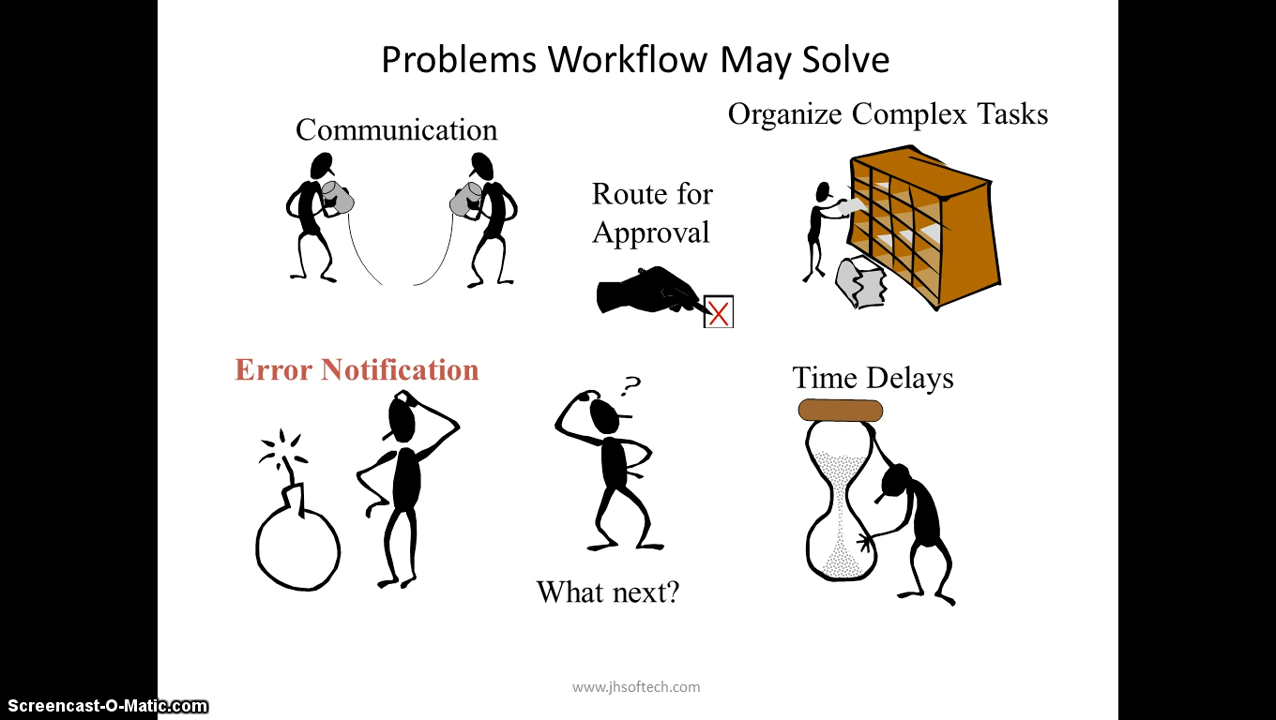 Problems Workflow May Solve
Communication
Organize Complex Tasks
Route for
Approval
X
Error Notification
?
Time Delays
What next?
www.jhsoftech.com
Screencast-O-Matic.com